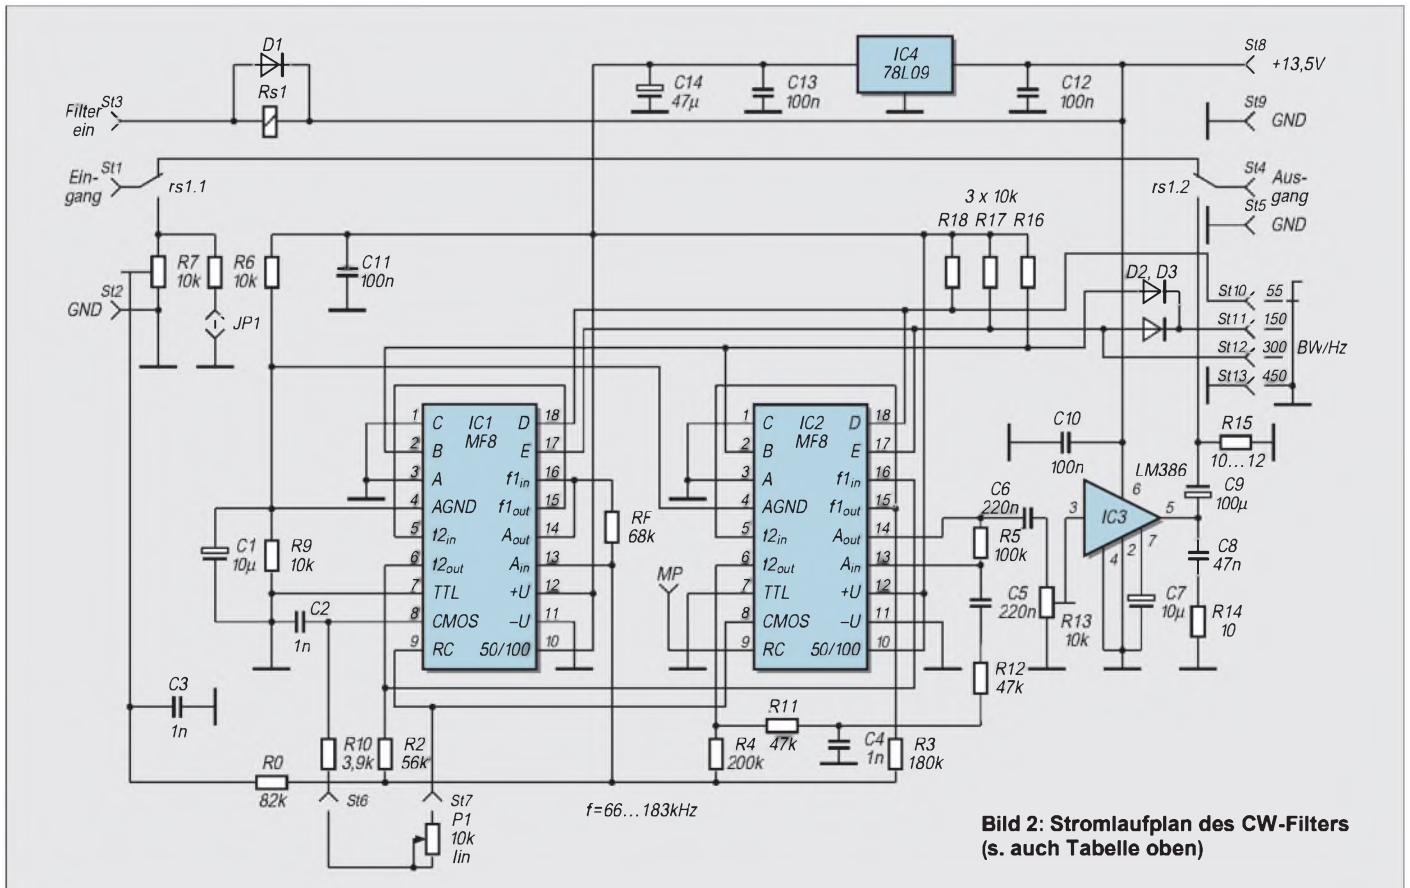 D1
Rs1
St3
Filter
ein
St1
Ein-
gang
rs1.1
C14
47µ
C13
100n
IC4
78L09
C12
100n
St8
+13,5V
St9
GND
St4
Aus-
gang
rs1.2
St5
GND
3 x 10k
R18 R17 R16
R7
10k
R6
10k
C11
100n
St2
GND
JP1
D2, D3
St10 55
St11 150
St12 300
St13 450
BW/Hz
IC1
MF8
1 C
2 B
3 A
4 AGND
5 f2in
6 f2out
7 TTL
8 CMOS
9 RC
D 18
E 17
f1in 16
f1out 15
Aout 14
Ain 13
+U 12
–U 11
50/100 10
IC2
MF8
1 C
2 B
3 A
4 AGND
5 f2in
6 f2out
7 TTL
8 CMOS
9 RC
D 18
E 17
f1in 16
f1out 15
Aout 14
Ain 13
+U 12
–U 11
50/100 10
C1
10µ
R9
10k
C2
1n
RF
68k
MP
C10
100n
LM386
IC3
3
6
5
4
2
7
R15
10...12
C9
100µ
C8
47n
R14
10
C7
10µ
C6
220n
R5
100k
C5
220n
R13
10k
R12
47k
C3
1n
R0
82k
R10
3,9k
R2
56k
St6
St7
P1
10k
lin
R11
47k
R4
200k
C4
1n
R3
180k
f=66...183kHz
Bild 2: Stromlaufplan des CW-Filters
(s. auch Tabelle oben)